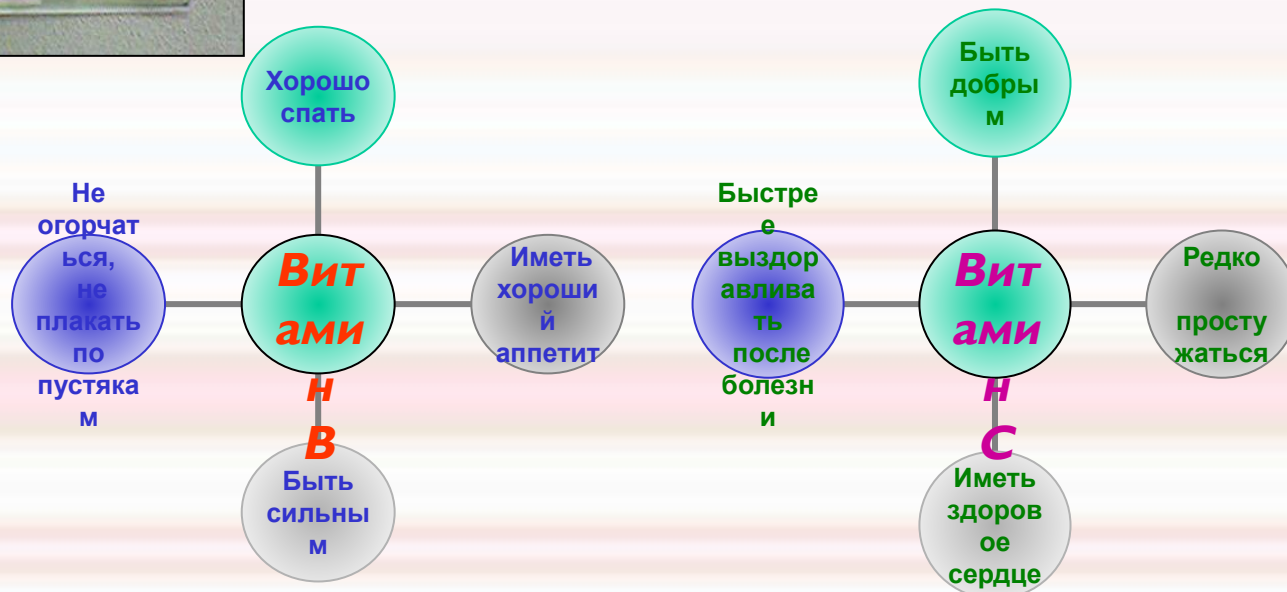 Хорошо
спать
Не
огорчат
ься,
не
плакать
по
пустяка
м
Вит
ами
н
В
Иметь
хороши
й
аппетит
Быть
сильны
м
Быть
добры
м
Быстре
е
выздор
авлива
ть
после
болезн
и
Вит
ами
н
С
Редко
просту
жаться
Иметь
здоров
ое
сердце